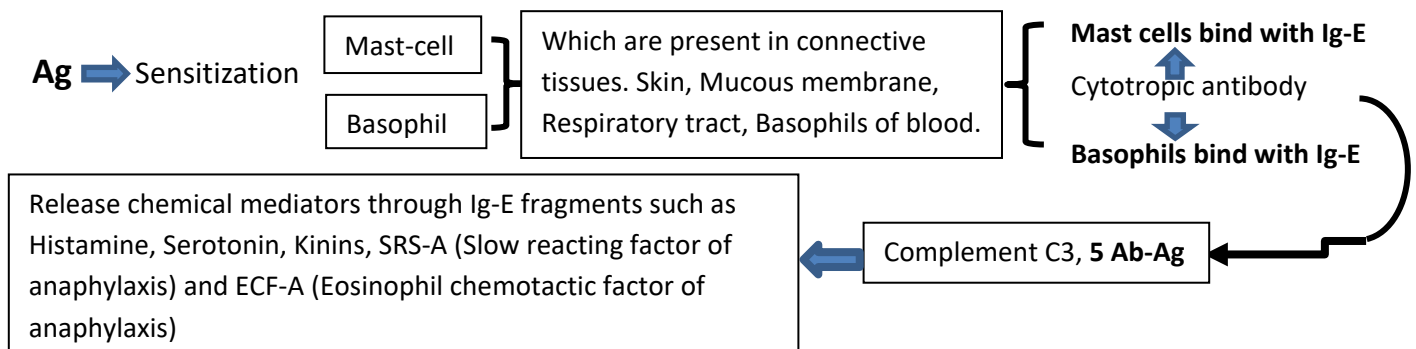 Ag Sensitization
Mast-cell
Basophil
Which are present in connective
tissues. Skin, Mucous membrane,
Respiratory tract, Basophils of blood.
Mast cells bind with Ig-E
Cytotropic antibody
Basophils bind with Ig-E
Complement C3, 5 Ab-Ag
Release chemical mediators through Ig-E fragments such as
Histamine, Serotonin, Kinins, SRS-A (Slow reacting factor of
anaphylaxis) and ECF-A (Eosinophil chemotactic factor of
anaphylaxis)